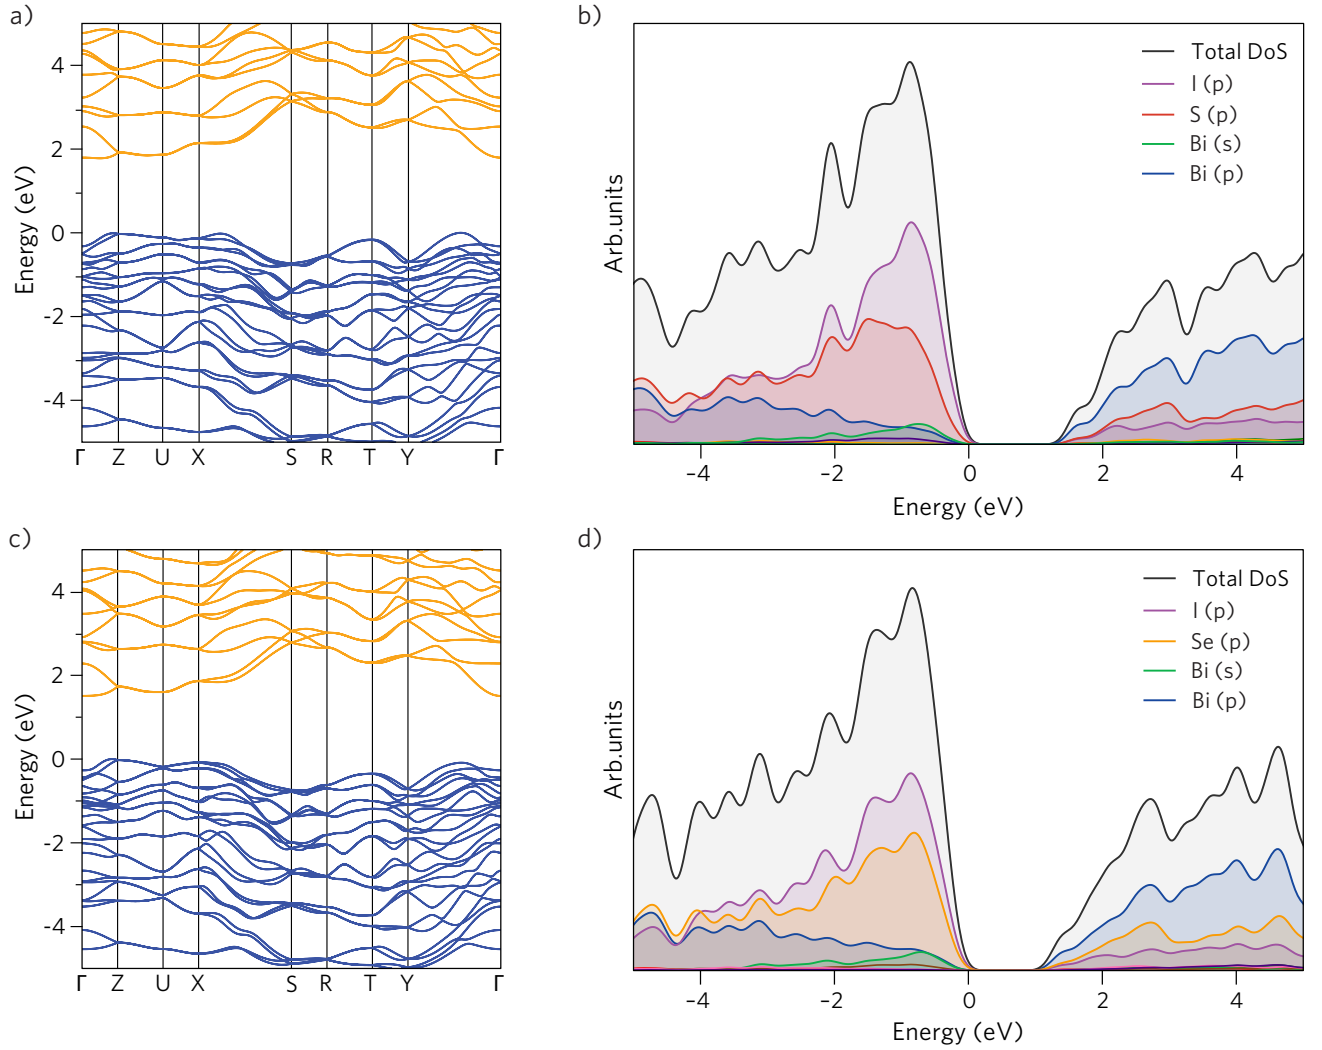 a)
4
2
0
-2
-4
Energy (eV)
Γ Z U X S R T Y Γ
b)
Total DoS
I (p)
S (p)
Bi (s)
Bi (p)
Arb.units
-4 -2 0 2 4
Energy (eV)
c)
4
2
0
-2
-4
Energy (eV)
Γ Z U X S R T Y Γ
d)
Total DoS
I (p)
Se (p)
Bi (s)
Bi (p)
Arb.units
-4 -2 0 2 4
Energy (eV)